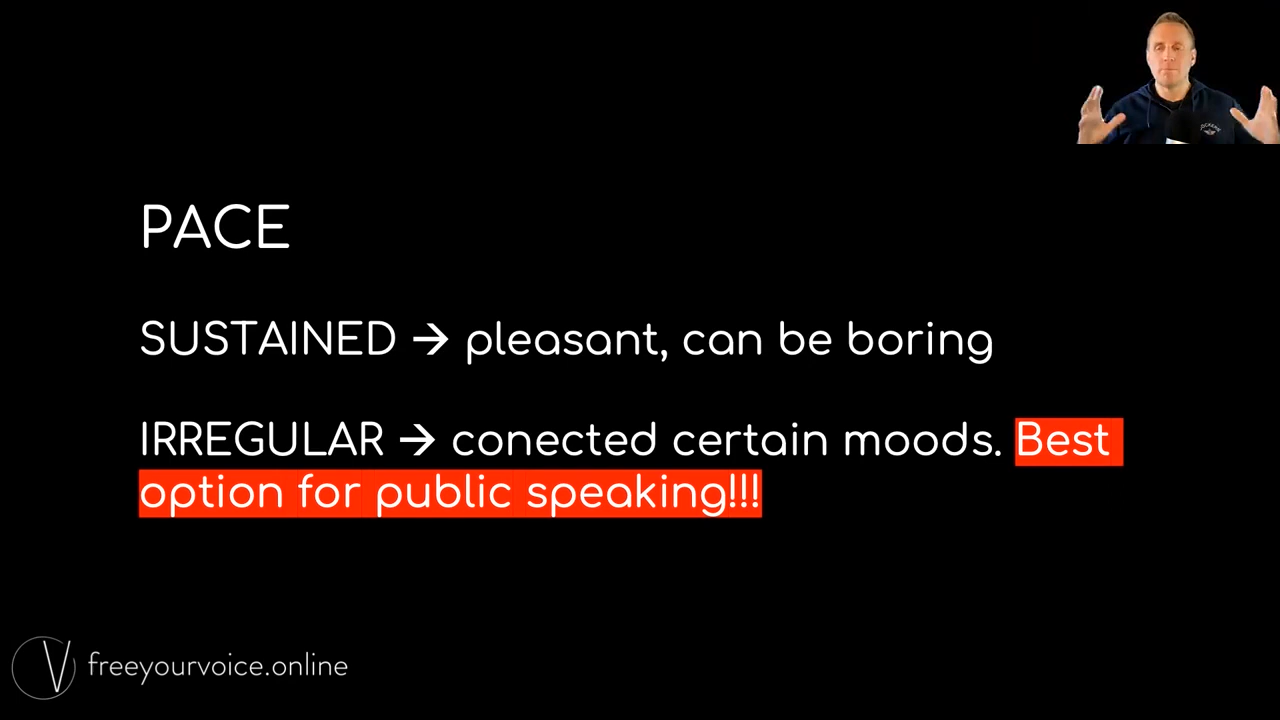 PACE
SUSTAINED → pleasant, can be boring
IRREGULAR → conected certain moods. Best
option for public speaking!!!
V freeyourvoice.online